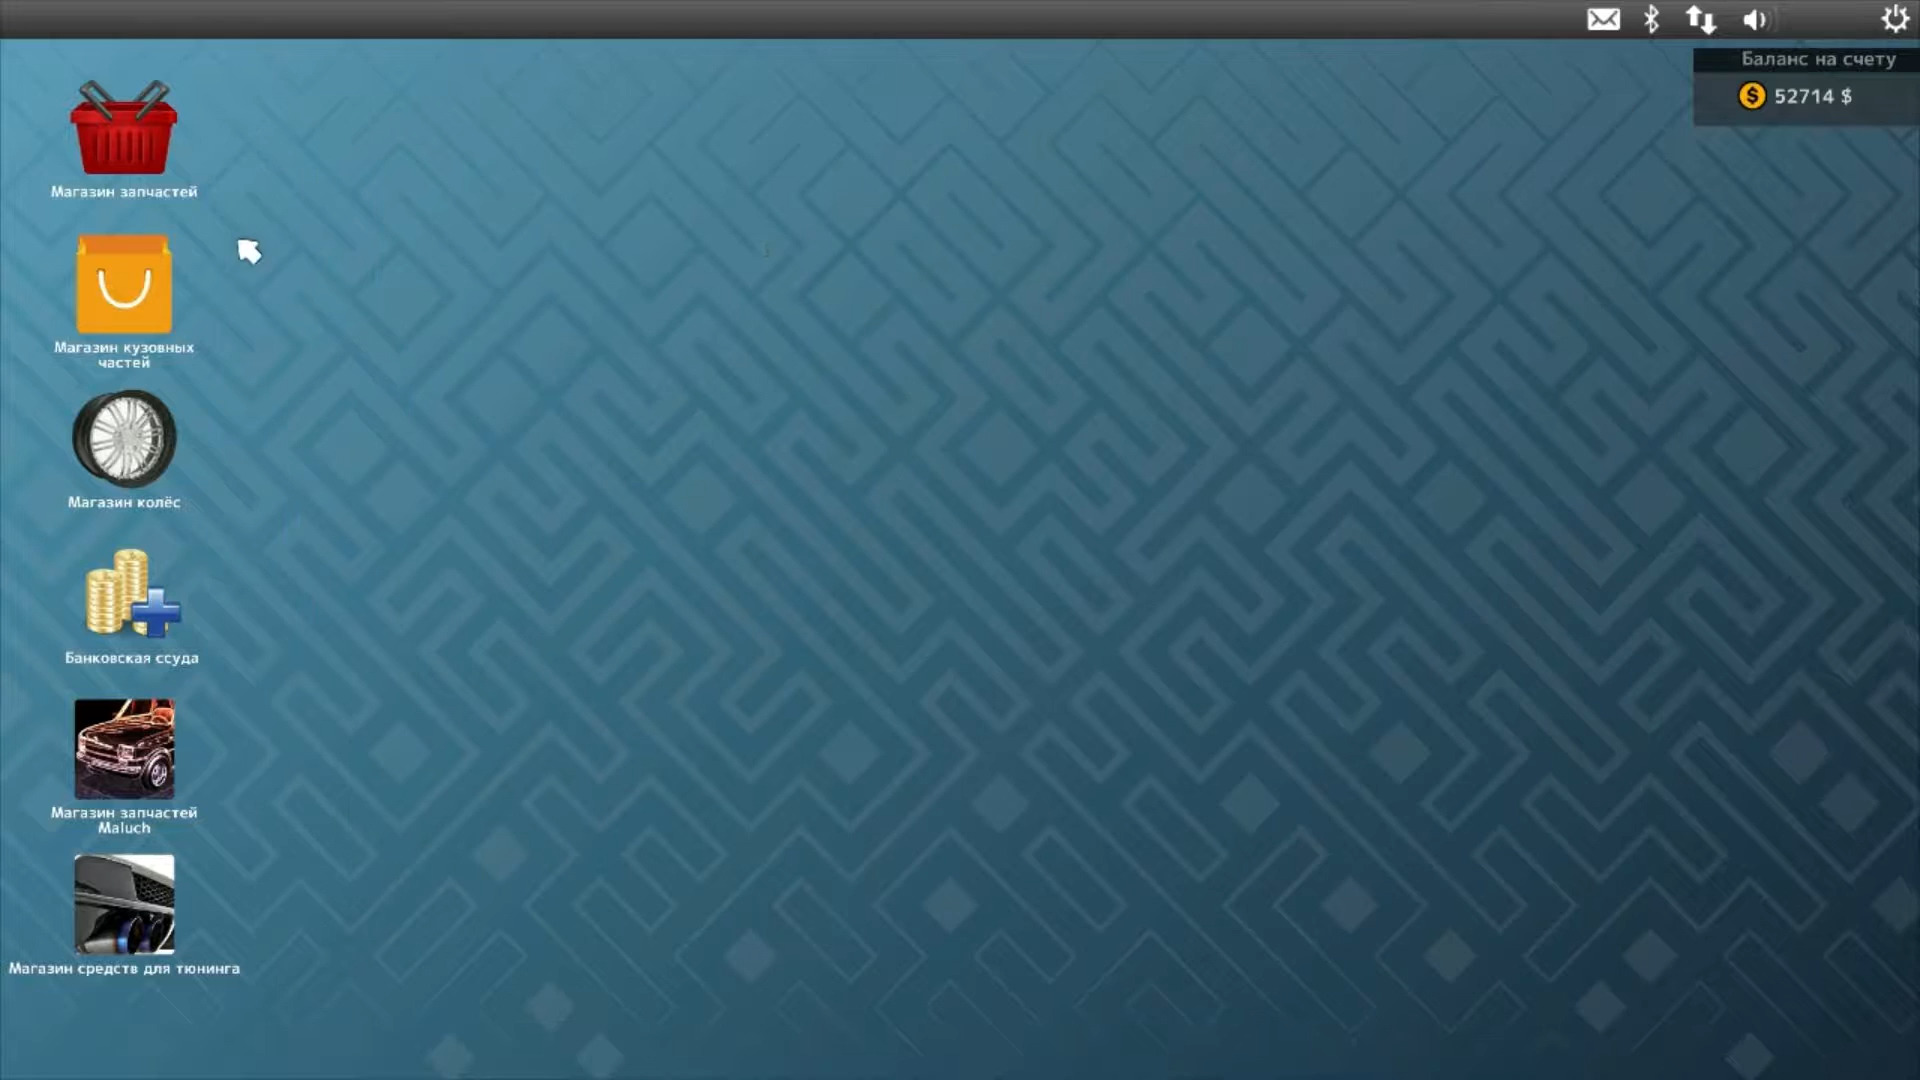 Баланс на счету
52714 $
Магазин запчастей
Магазин кузовных
частей
Магазин колёс
Банковская ссуда
Магазин запчастей
Maluch
Магазин средств для тюнинга